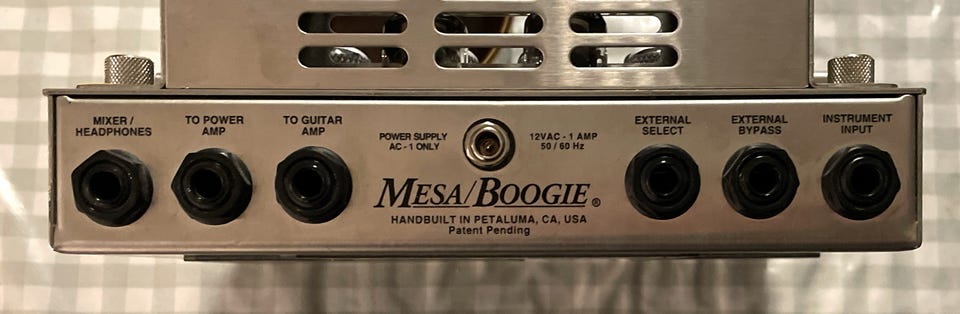 MIXER /
HEADPHONES
TO POWER
AMP
TO GUITAR
AMP
POWER SUPPLY
AC - 1 ONLY
12VAC - 1 AMP
50 / 60 Hz
EXTERNAL
SELECT
EXTERNAL
BYPASS
INSTRUMENT
INPUT
MESA/BOOGIE ®
HANDBUILT IN PETALUMA, CA, USA
Patent Pending